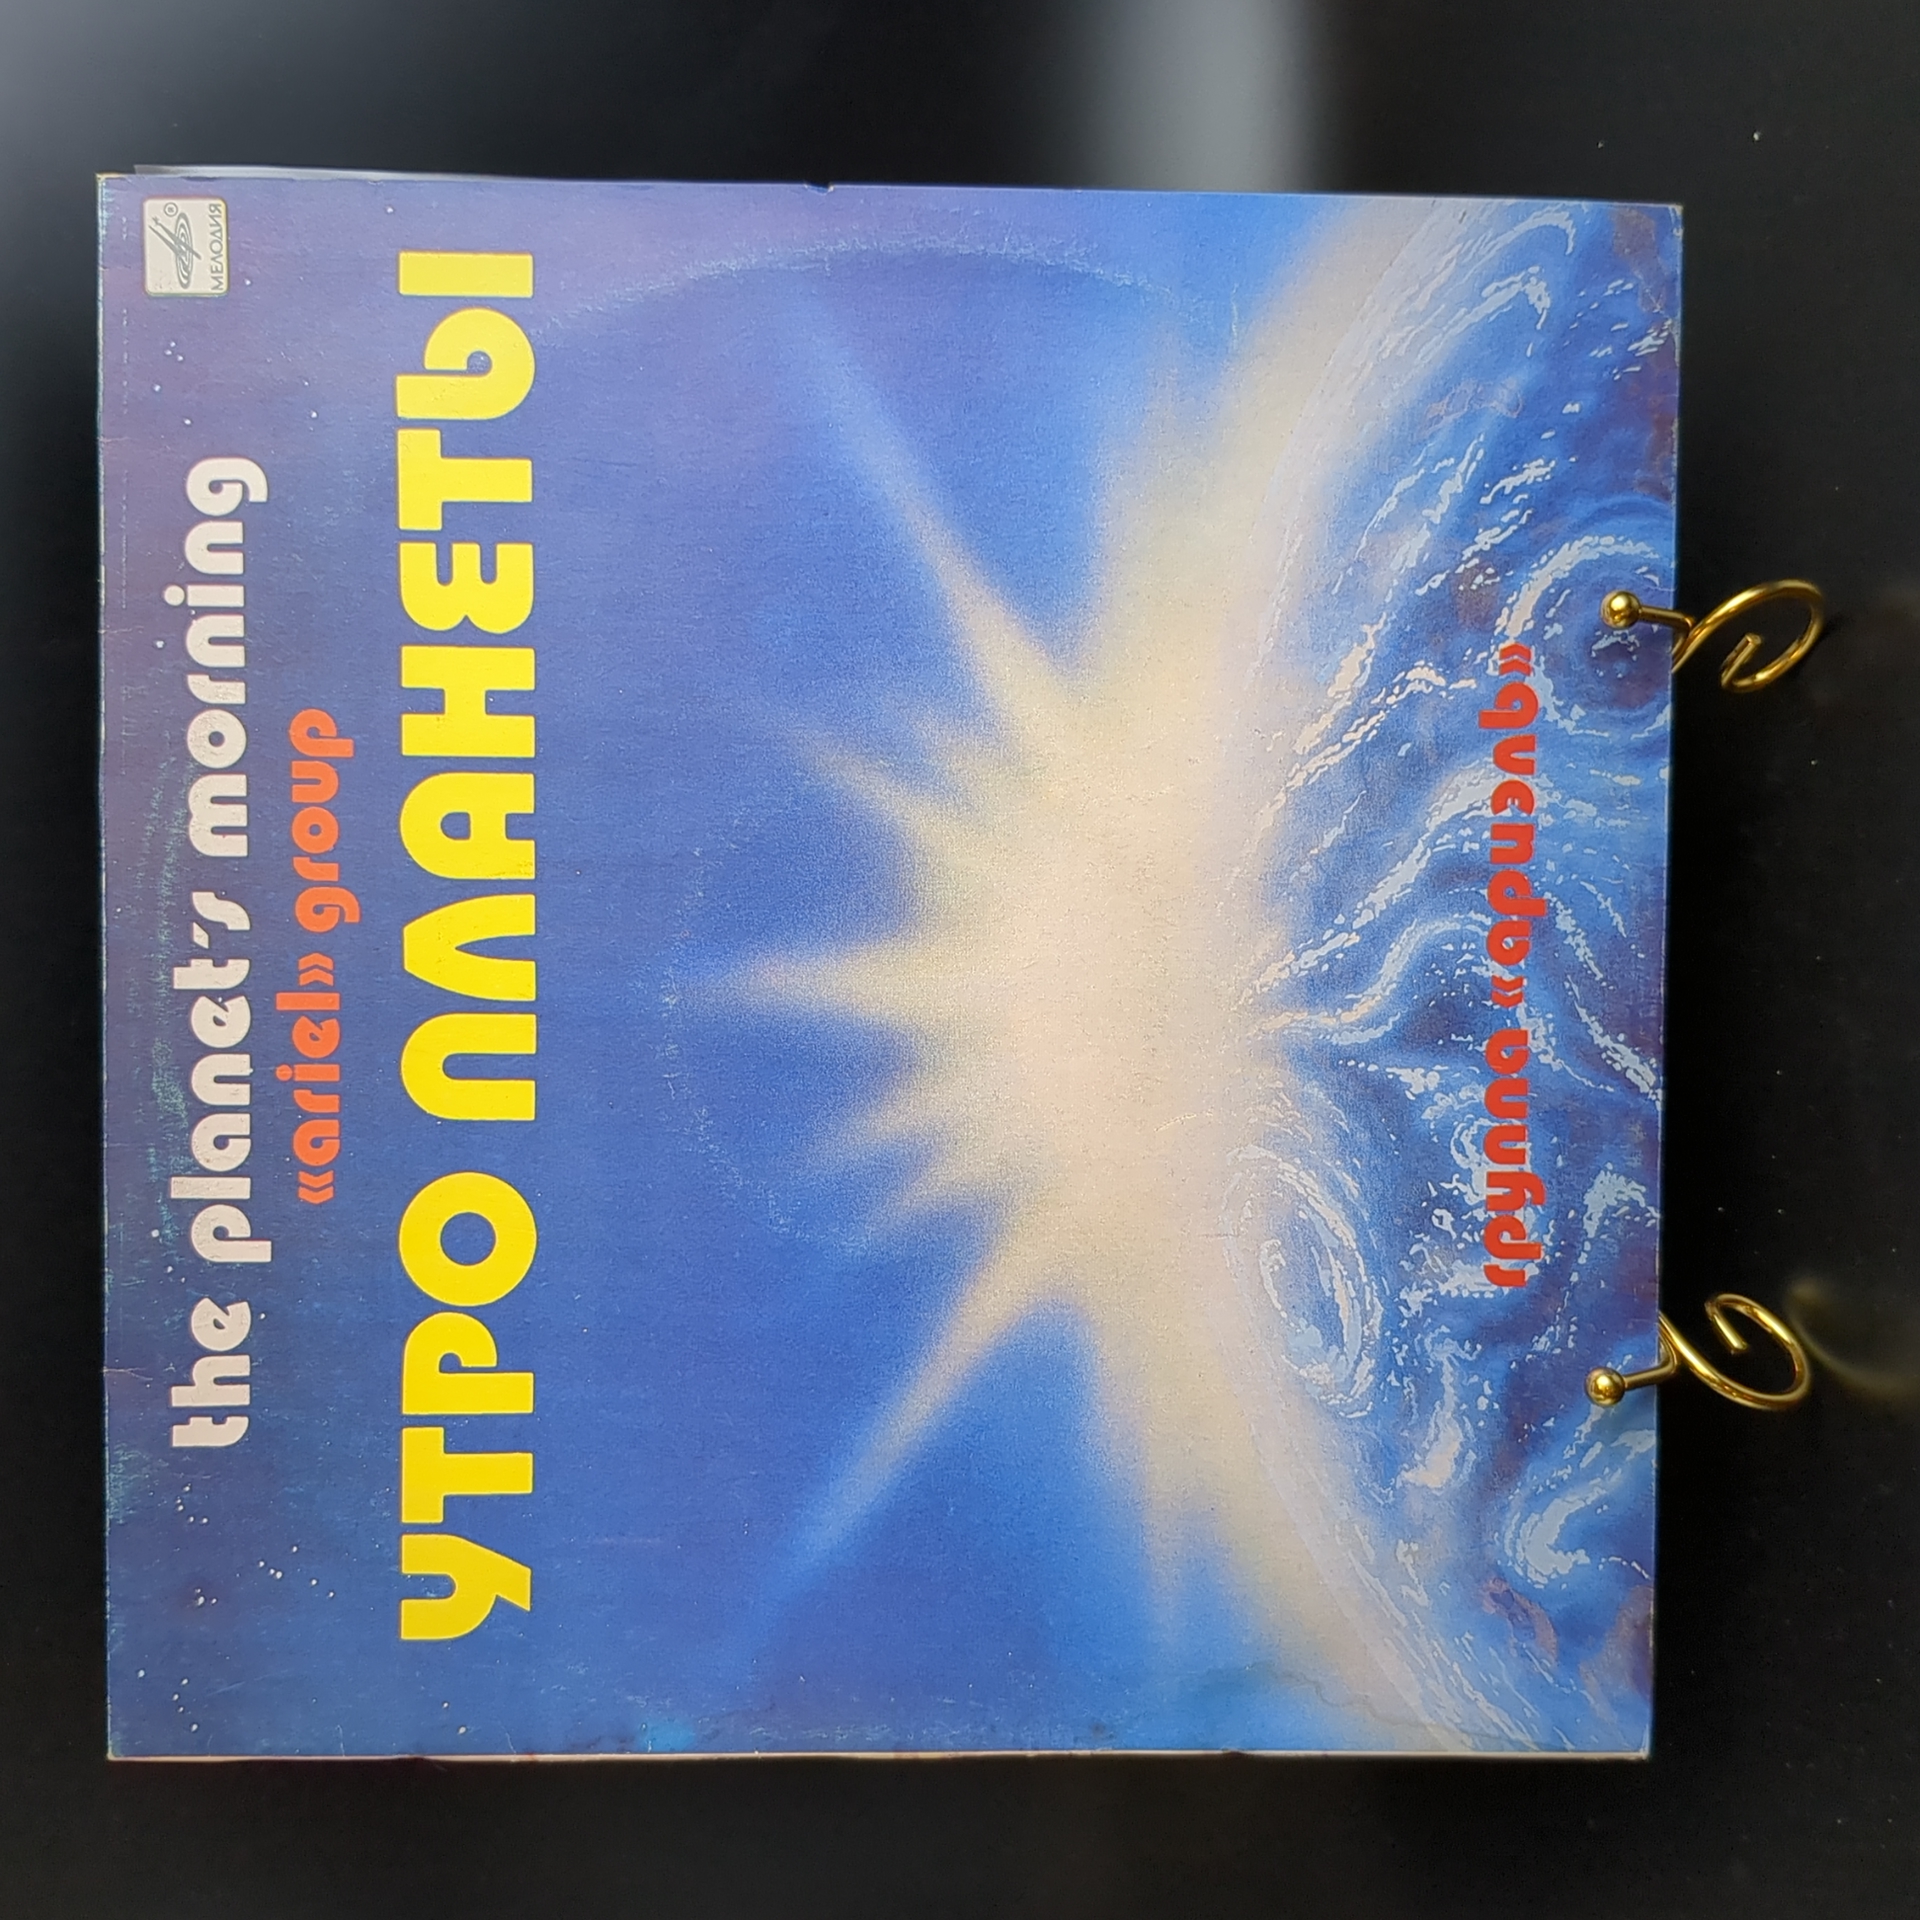 МЕЛОДИЯ
the planet's morning
«ariel» group
УТРО ПЛАНЕТЫ
группа «ариэль»